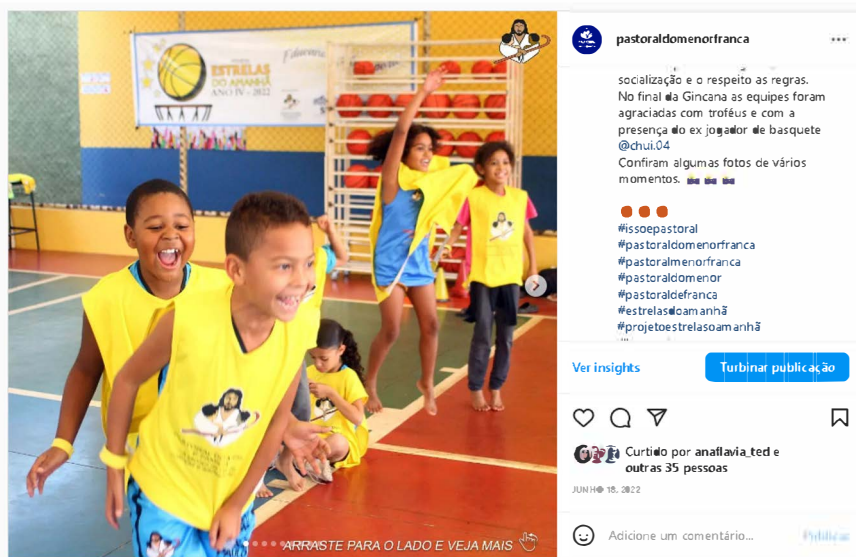 ESTRELAS
DO AMANHÃ
ANO IV - 2022
ARRASTE PARA O LADO E VEJA MAIS
pastoraldomenorfranca
socialização e o respeito as regras.
No final da Gincana as equipes foram
agraciadas com troféus e com a
presença do ex jogador de basquete
@chui.04
Confiram algumas fotos de vários
momentos.
#issoepastoral
#pastoraldomenorfranca
#pastoralmenorfranca
#pastoraldomenor
#pastoraldefranca
#estrelasdoamanhã
#projetoestrelasoamanhã
Ver insights
Turbinar publicação
Curtido por anaflavia_ted e
outras 35 pessoas
JUNHO 18, 2022
Adicione um comentário...
Publicar